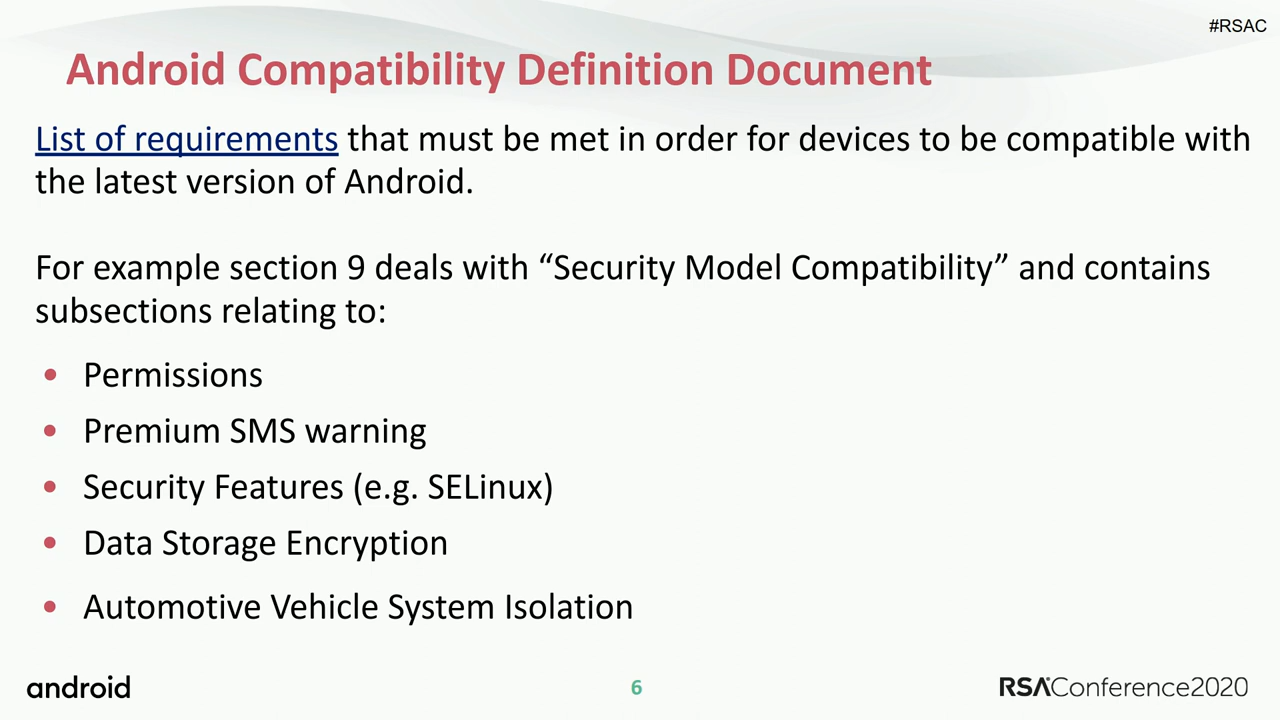 #RSAC
Android Compatibility Definition Document
List of requirements that must be met in order for devices to be compatible with
the latest version of Android.
For example section 9 deals with “Security Model Compatibility” and contains
subsections relating to:
• Permissions
• Premium SMS warning
• Security Features (e.g. SELinux)
• Data Storage Encryption
• Automotive Vehicle System Isolation
android
6
RSAConference2020